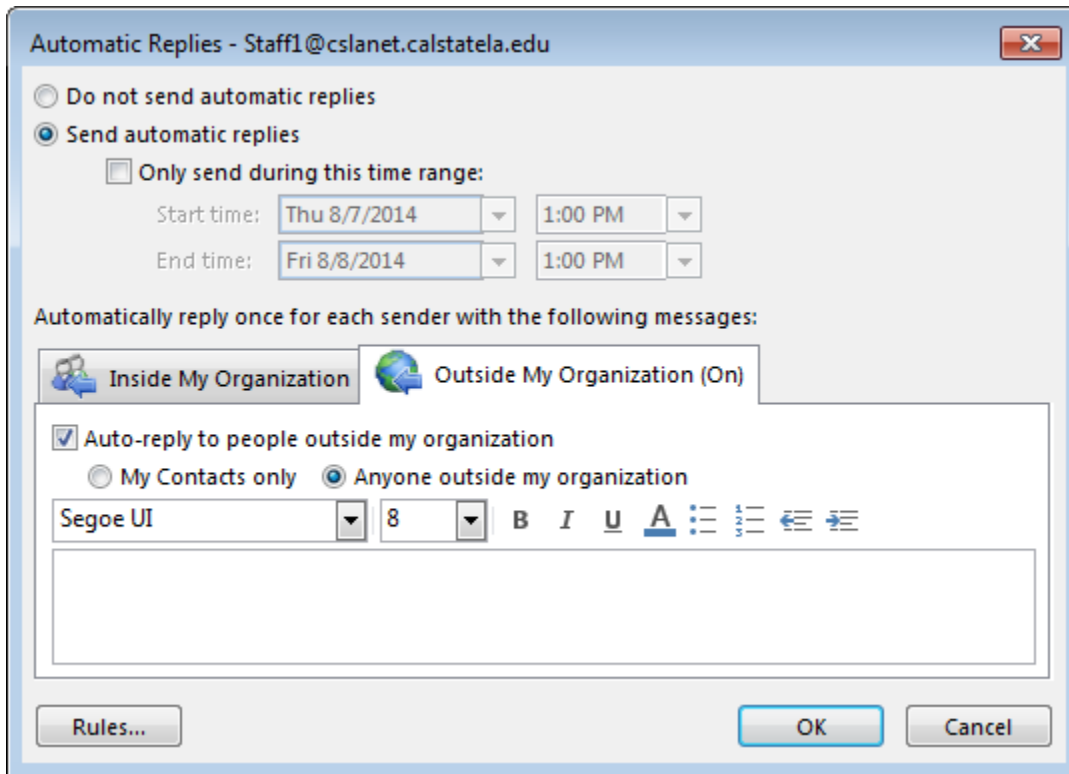 Automatic Replies - Staff1@cslanet.calstatela.edu
Do not send automatic replies
Send automatic replies
Only send during this time range:
Start time: Thu 8/7/2014 1:00 PM
End time: Fri 8/8/2014 1:00 PM
Automatically reply once for each sender with the following messages:
Inside My Organization Outside My Organization (On)
Auto-reply to people outside my organization
My Contacts only Anyone outside my organization
Segoe UI 8 B I U A
Rules... OK Cancel